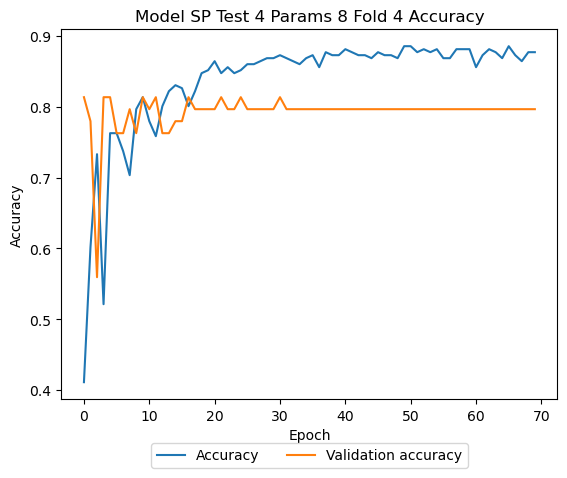 Model SP Test 4 Params 8 Fold 4 Accuracy
0.9
0.8
0.7
0.6
0.5
0.4
Accuracy
0 10 20 30 40 50 60 70
Epoch
Accuracy Validation accuracy